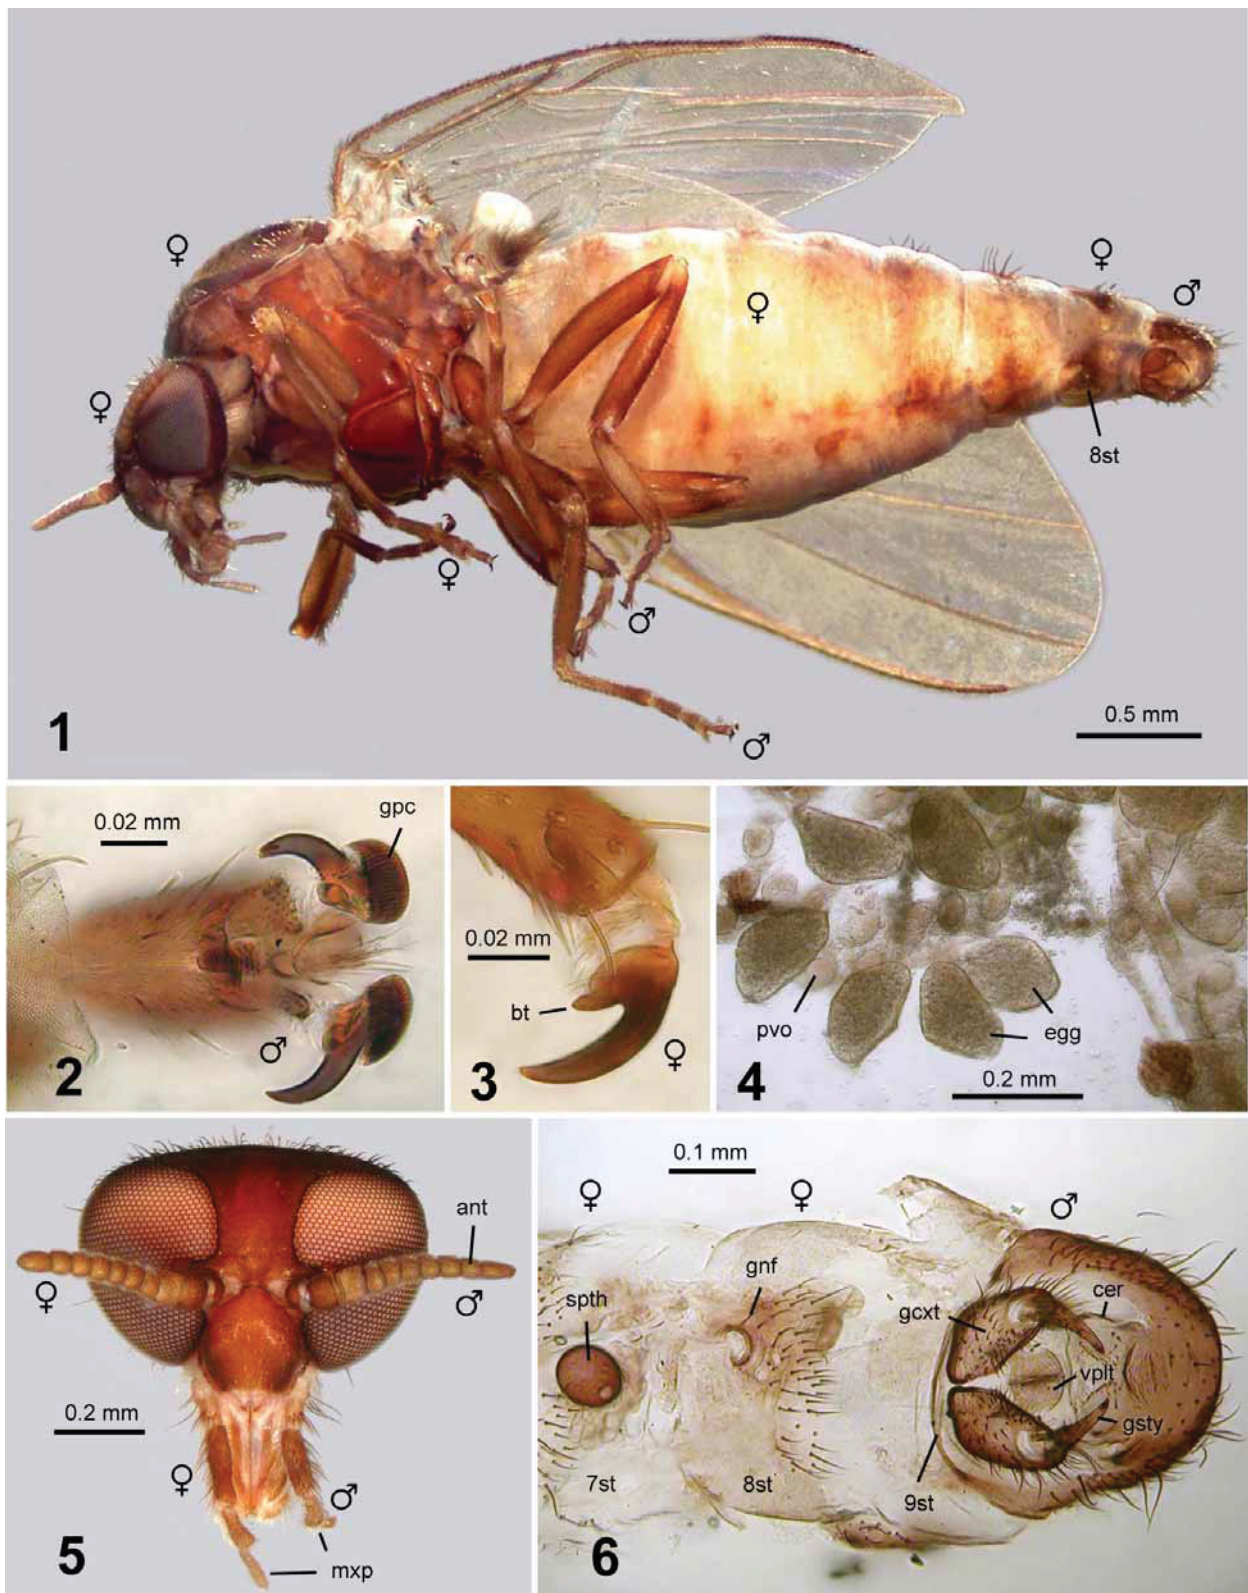 ♀
♂
♀
♀
♀
8st
♀
♂
♂
1
0.5 mm
gpc
0.02 mm
♂
2
0.02 mm
bt
♀
3
pvo
egg
4
0.2 mm
ant
♀
♂
0.2 mm
♀
♂
5
mxp
0.1 mm
♀
♀
♂
gnf
cer
spth
gcxt
vplt
gsty
7st
8st
9st
6